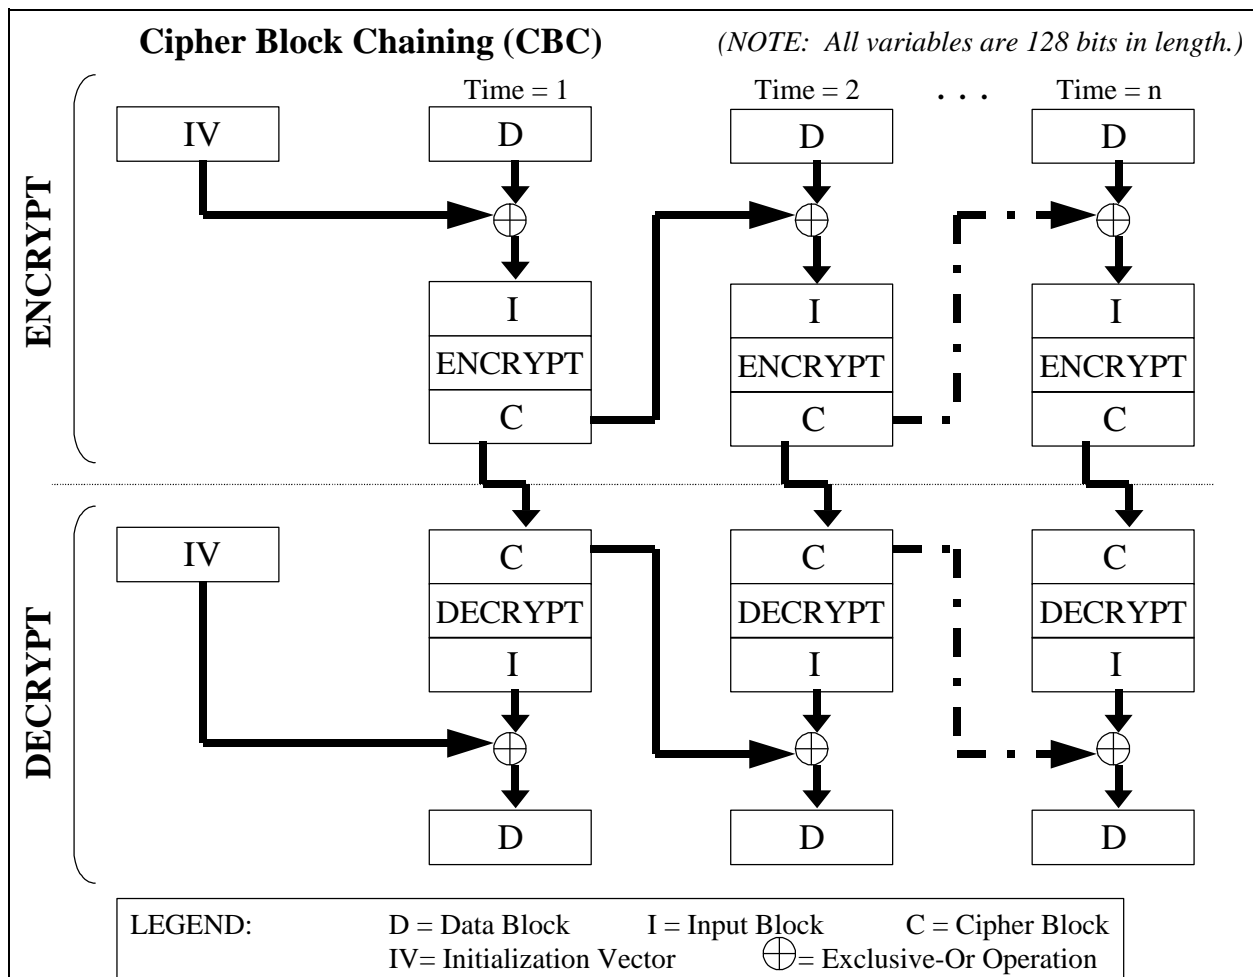 Cipher Block Chaining (CBC) (NOTE: All variables are 128 bits in length.)
Time = 1 Time = 2 . . . Time = n
IV D D D
ENCRYPT
I I I
ENCRYPT ENCRYPT ENCRYPT
C C C
IV C C C
DECRYPT
DECRYPT DECRYPT DECRYPT
I I I
D D D
LEGEND: D = Data Block I = Input Block C = Cipher Block
IV= Initialization Vector ⊕= Exclusive-Or Operation